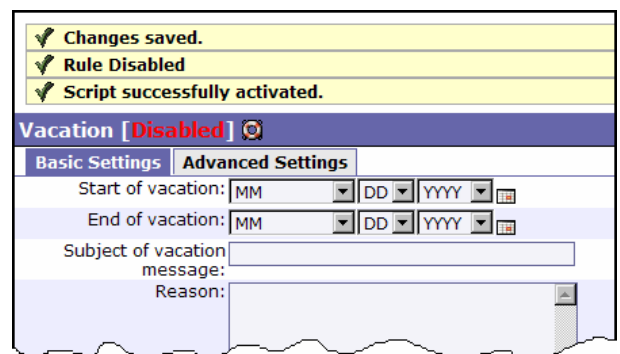 Changes saved.
Rule Disabled
Script successfully activated.
Vacation [Disabled]
Basic Settings Advanced Settings
Start of vacation: MM DD YYYY
End of vacation: MM DD YYYY
Subject of vacation
message:
Reason: